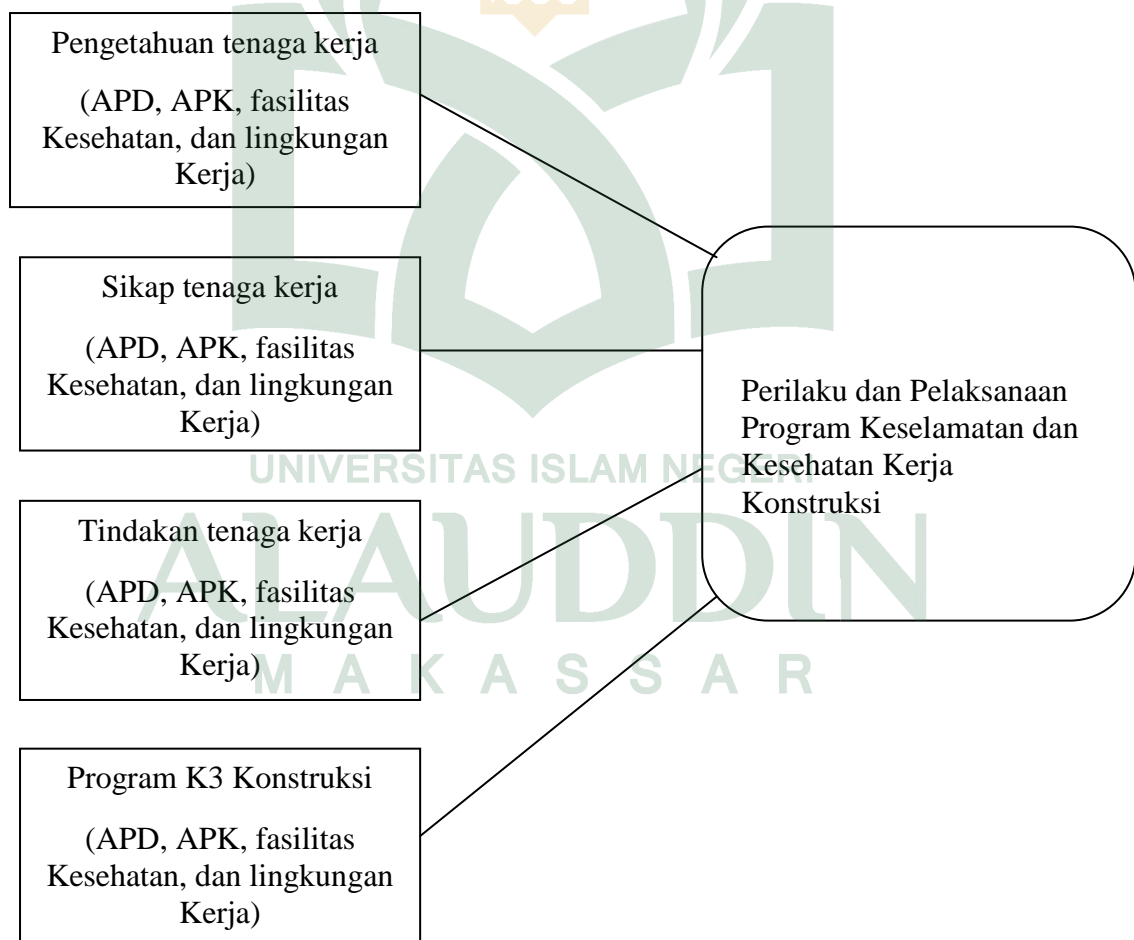 Pengetahuan tenaga kerja
(APD, APK, fasilitas
Kesehatan, dan lingkungan
Kerja)
Sikap tenaga kerja
(APD, APK, fasilitas
Kesehatan, dan lingkungan
Kerja)
Tindakan tenaga kerja
(APD, APK, fasilitas
Kesehatan, dan lingkungan
Kerja)
Program K3 Konstruksi
(APD, APK, fasilitas
Kesehatan, dan lingkungan
Kerja)
Perilaku dan Pelaksanaan
Program Keselamatan dan
Kesehatan Kerja
Konstruksi
UNIVERSITAS ISLAM NEGERI
ALAUDDIN
MAKASSAR